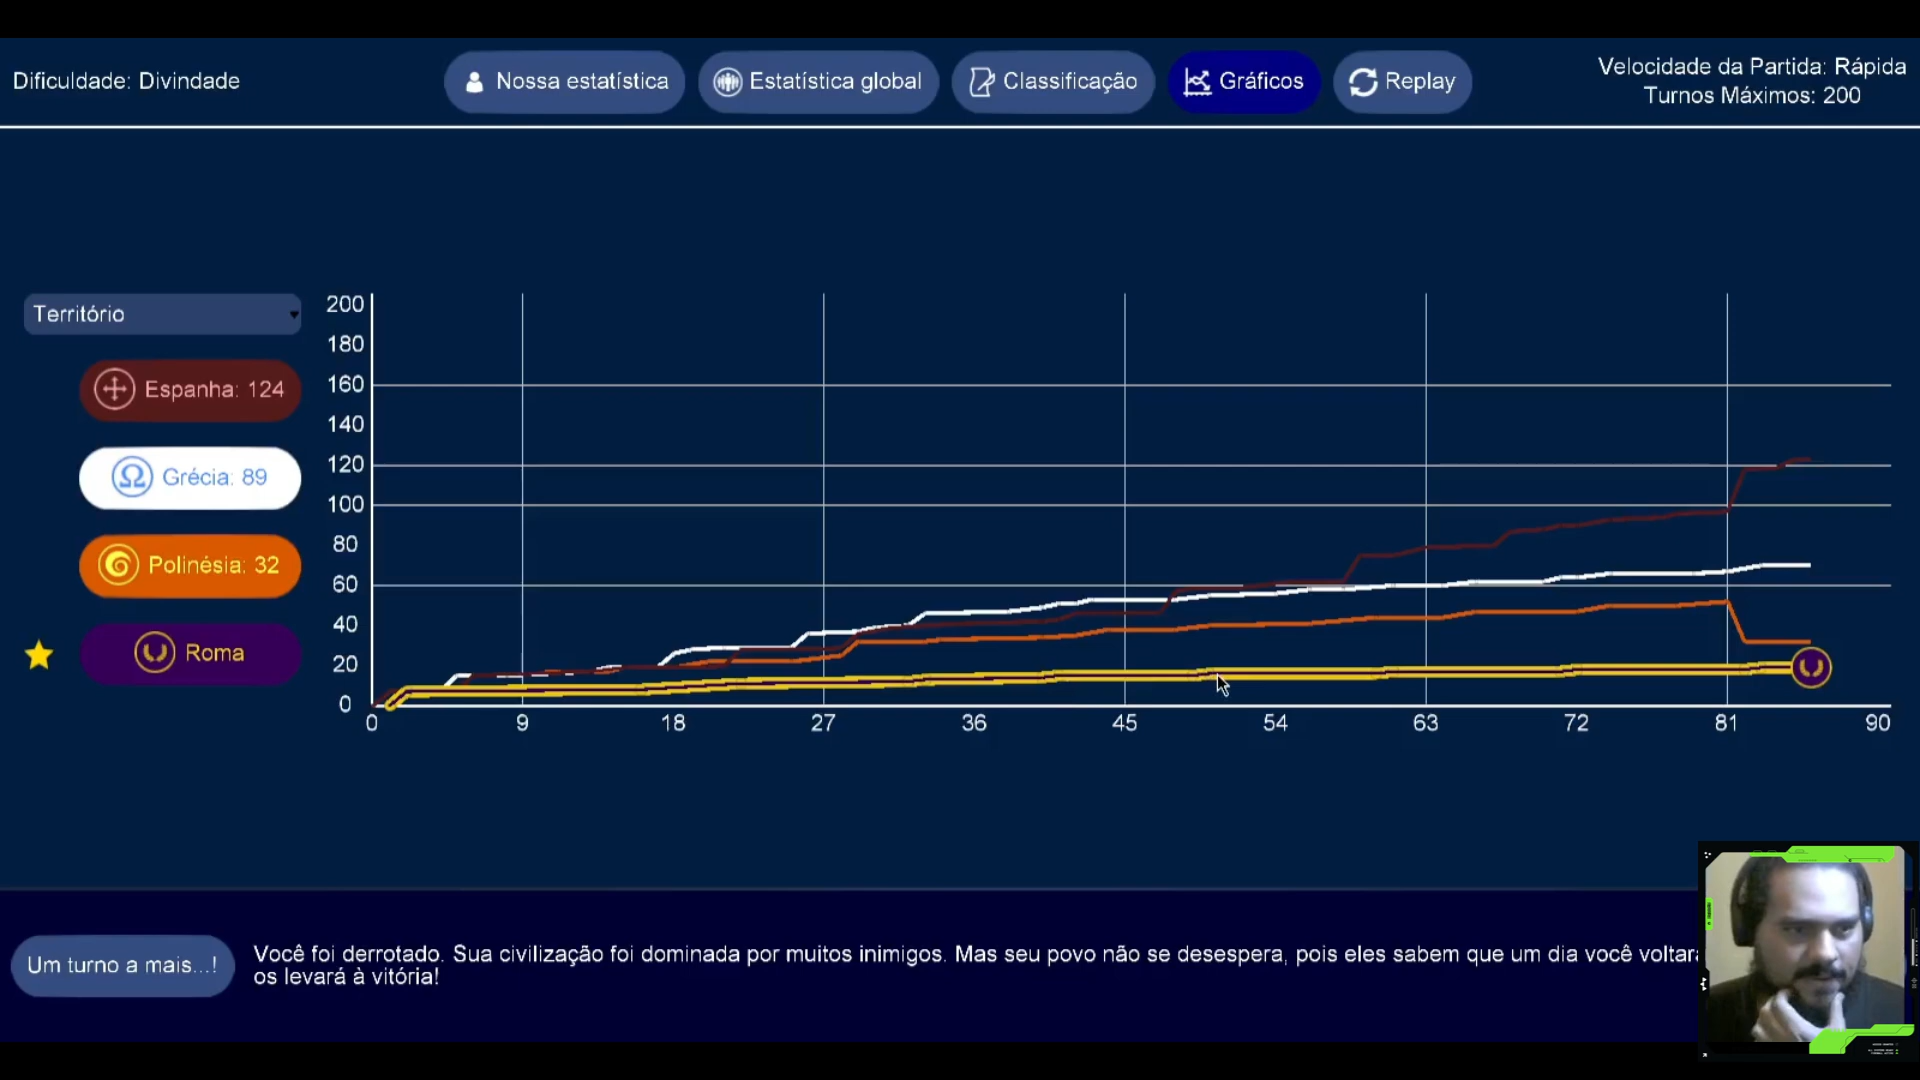 Dificuldade: Divindade
Nossa estatística
Estatística global
Classificação
Gráficos
Replay
Velocidade da Partida: Rápida
Turnos Máximos: 200
Território
Espanha: 124
Grécia: 89
Polinésia: 32
Roma
200
180
160
140
120
100
80
60
40
20
0
0 9 18 27 36 45 54 63 72 81 90
Um turno a mais...!
Você foi derrotado. Sua civilização foi dominada por muitos inimigos. Mas seu povo não se desespera, pois eles sabem que um dia você voltará
os levará à vitória!